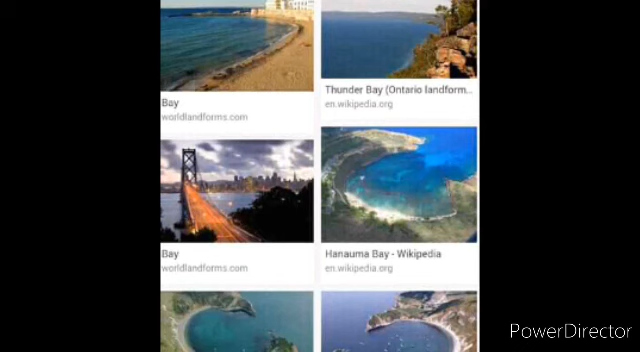 Bay
worldlandforms.com
Thunder Bay (Ontario landform...
en.wikipedia.org
Bay
worldlandforms.com
Hanauma Bay - Wikipedia
en.wikipedia.org
PowerDirector